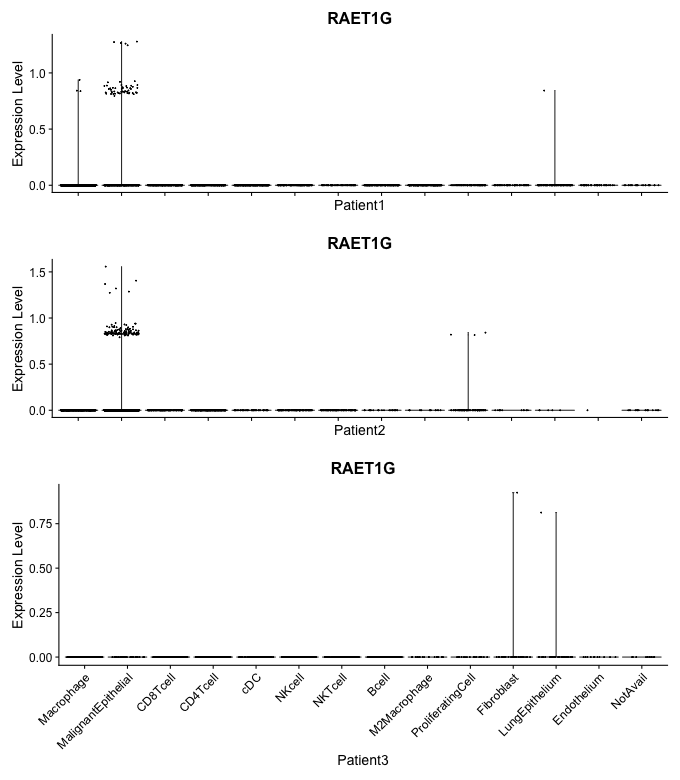 RAET1G
Expression Level
1.0
0.5
0.0
Patient1
RAET1G
Expression Level
1.5
1.0
0.5
0.0
Patient2
RAET1G
Expression Level
0.75
0.50
0.25
0.00
Macrophage
MalignantEpithelial
CD8Tcell
CD4Tcell
cDC
NKcell
NKTcell
Bcell
M2Macrophage
ProliferatingCell
Fibroblast
LungEpithelium
Endothelium
NotAvail
Patient3